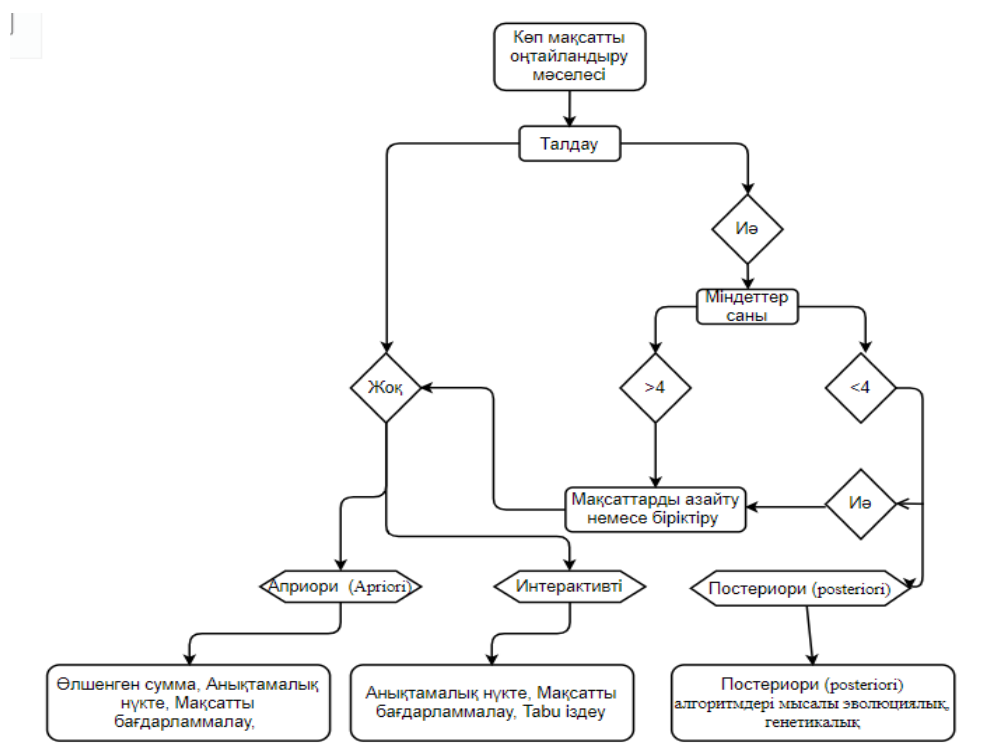 Көп мақсатты
оңтайландыру
мәселесі
Талдау
Иә
Міндеттер
саны
Жоқ
>4
<4
Мақсаттарды азайту
немесе біріктіру
Иә
Априори (Apriori)
Интерактивті
Постериори (posteriori)
Өлшенген сумма, Анықтамалық
нүкте, Мақсатты
бағдарламмалау,
Анықтамалық нүкте, Мақсатты
бағдарламмалау, Tabu іздеу
Постериори (posteriori)
алгоритмдері мысалы эволюциялық,
генетикалық